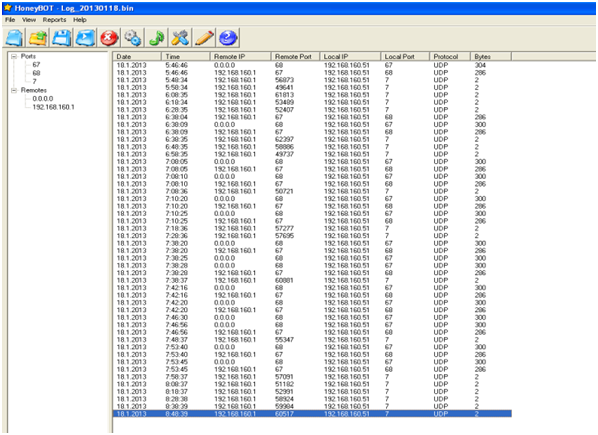 HoneyBOT - Log_20130118.bin
File View Reports Help
Ports
67
68
7
Remotes
0.0.0.0
192.168.160.1
Date Time Remote IP Remote Port Local IP Local Port Protocol Bytes
18.1.2013 5:46:46 0.0.0.0 68 192.168.160.51 67 UDP 304
18.1.2013 5:46:46 192.168.160.1 67 192.168.160.51 68 UDP 286
18.1.2013 5:48:34 192.168.160.1 56873 192.168.160.51 7 UDP 2
18.1.2013 5:58:34 192.168.160.1 49641 192.168.160.51 7 UDP 2
18.1.2013 6:08:35 192.168.160.1 61813 192.168.160.51 7 UDP 2
18.1.2013 6:18:34 192.168.160.1 53489 192.168.160.51 7 UDP 2
18.1.2013 6:28:35 192.168.160.1 52407 192.168.160.51 7 UDP 2
18.1.2013 6:38:04 192.168.160.1 67 192.168.160.51 68 UDP 286
18.1.2013 6:38:09 0.0.0.0 68 192.168.160.51 67 UDP 300
18.1.2013 6:38:09 192.168.160.1 67 192.168.160.51 68 UDP 286
18.1.2013 6:38:35 192.168.160.1 62397 192.168.160.51 7 UDP 2
18.1.2013 6:48:35 192.168.160.1 58886 192.168.160.51 7 UDP 2
18.1.2013 6:58:35 192.168.160.1 49737 192.168.160.51 7 UDP 2
18.1.2013 7:08:05 0.0.0.0 68 192.168.160.51 67 UDP 300
18.1.2013 7:08:05 192.168.160.1 67 192.168.160.51 68 UDP 286
18.1.2013 7:08:10 0.0.0.0 68 192.168.160.51 67 UDP 300
18.1.2013 7:08:10 192.168.160.1 67 192.168.160.51 68 UDP 286
18.1.2013 7:08:36 192.168.160.1 50721 192.168.160.51 7 UDP 2
18.1.2013 7:10:20 0.0.0.0 68 192.168.160.51 67 UDP 300
18.1.2013 7:10:20 192.168.160.1 67 192.168.160.51 68 UDP 286
18.1.2013 7:10:25 0.0.0.0 68 192.168.160.51 67 UDP 300
18.1.2013 7:10:25 192.168.160.1 67 192.168.160.51 68 UDP 286
18.1.2013 7:18:36 192.168.160.1 57277 192.168.160.51 7 UDP 2
18.1.2013 7:28:36 192.168.160.1 57695 192.168.160.51 7 UDP 2
18.1.2013 7:38:20 0.0.0.0 68 192.168.160.51 67 UDP 300
18.1.2013 7:38:20 192.168.160.1 67 192.168.160.51 68 UDP 286
18.1.2013 7:38:25 0.0.0.0 68 192.168.160.51 67 UDP 300
18.1.2013 7:38:28 0.0.0.0 68 192.168.160.51 67 UDP 300
18.1.2013 7:38:28 192.168.160.1 67 192.168.160.51 68 UDP 286
18.1.2013 7:38:37 192.168.160.1 60881 192.168.160.51 7 UDP 2
18.1.2013 7:42:16 0.0.0.0 68 192.168.160.51 67 UDP 300
18.1.2013 7:42:16 192.168.160.1 67 192.168.160.51 68 UDP 286
18.1.2013 7:42:20 0.0.0.0 68 192.168.160.51 67 UDP 300
18.1.2013 7:42:20 192.168.160.1 67 192.168.160.51 68 UDP 286
18.1.2013 7:46:30 0.0.0.0 68 192.168.160.51 67 UDP 300
18.1.2013 7:46:56 0.0.0.0 68 192.168.160.51 67 UDP 300
18.1.2013 7:46:56 192.168.160.1 67 192.168.160.51 68 UDP 286
18.1.2013 7:48:37 192.168.160.1 55347 192.168.160.51 7 UDP 2
18.1.2013 7:53:40 0.0.0.0 68 192.168.160.51 67 UDP 300
18.1.2013 7:53:40 192.168.160.1 67 192.168.160.51 68 UDP 286
18.1.2013 7:53:45 0.0.0.0 68 192.168.160.51 67 UDP 300
18.1.2013 7:53:45 192.168.160.1 67 192.168.160.51 68 UDP 286
18.1.2013 7:58:37 192.168.160.1 57091 192.168.160.51 7 UDP 2
18.1.2013 8:08:37 192.168.160.1 51182 192.168.160.51 7 UDP 2
18.1.2013 8:18:37 192.168.160.1 52991 192.168.160.51 7 UDP 2
18.1.2013 8:28:38 192.168.160.1 58924 192.168.160.51 7 UDP 2
18.1.2013 8:38:39 192.168.160.1 59984 192.168.160.51 7 UDP 2
18.1.2013 8:48:39 192.168.160.1 60517 192.168.160.51 7 UDP 2